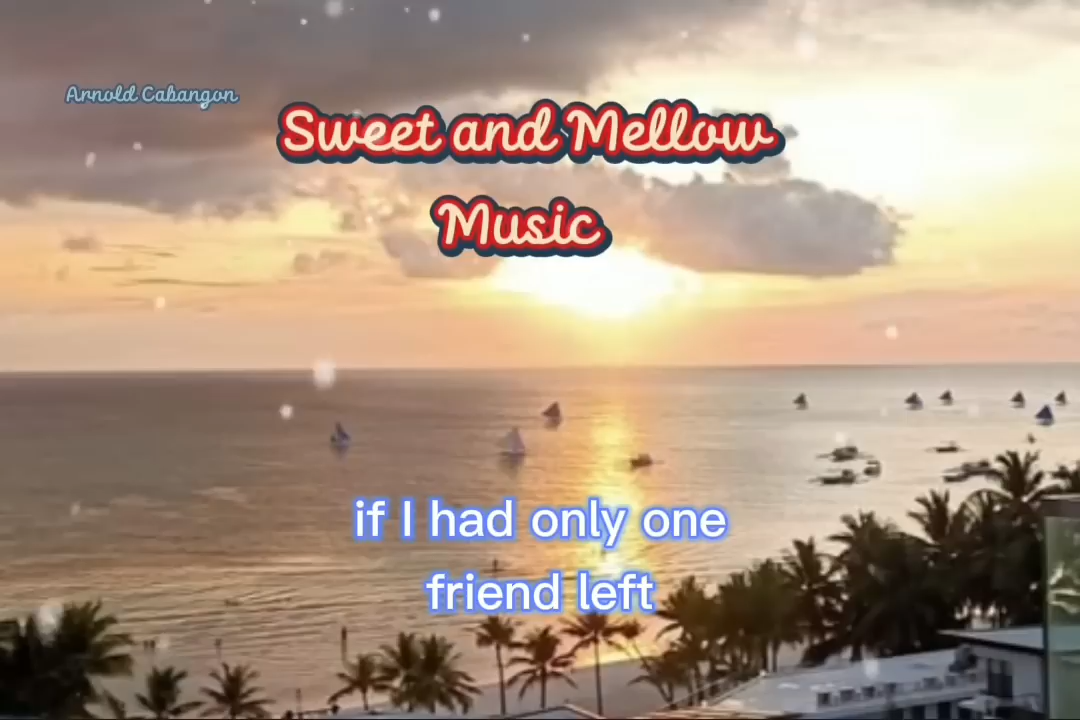 Arnold Cabangon
Sweet and Mellow
Music
if I had only one
friend left